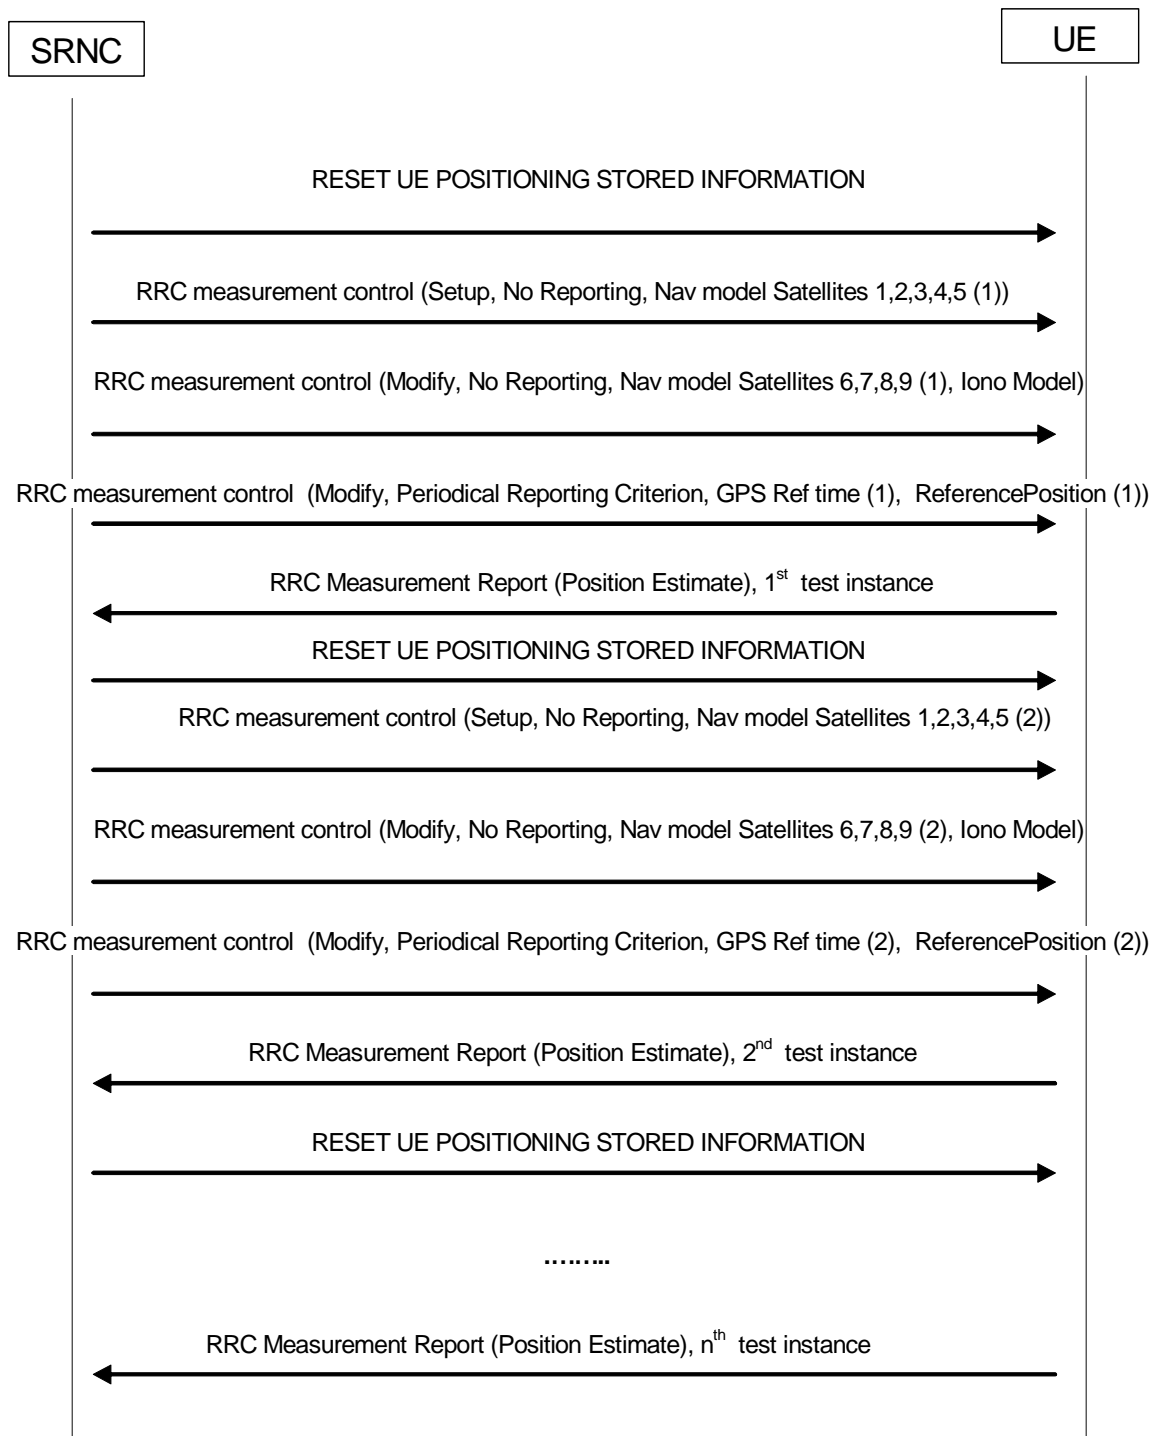 SRNC
UE
RESET UE POSITIONING STORED INFORMATION
RRC measurement control (Setup, No Reporting, Nav model Satellites 1,2,3,4,5 (1))
RRC measurement control (Modify, No Reporting, Nav model Satellites 6,7,8,9 (1), Iono Model)
RRC measurement control (Modify, Periodical Reporting Criterion, GPS Ref time (1), ReferencePosition (1))
RRC Measurement Report (Position Estimate), 1st test instance
RESET UE POSITIONING STORED INFORMATION
RRC measurement control (Setup, No Reporting, Nav model Satellites 1,2,3,4,5 (2))
RRC measurement control (Modify, No Reporting, Nav model Satellites 6,7,8,9 (2), Iono Model)
RRC measurement control (Modify, Periodical Reporting Criterion, GPS Ref time (2), ReferencePosition (2))
RRC Measurement Report (Position Estimate), 2nd test instance
RESET UE POSITIONING STORED INFORMATION
………
RRC Measurement Report (Position Estimate), nth test instance